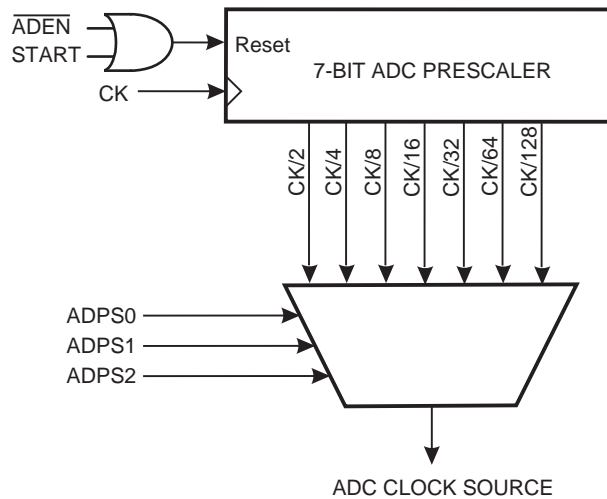 ADEN
START
Reset
7-BIT ADC PRESCALER
CK
CK/2
CK/4
CK/8
CK/16
CK/32
CK/64
CK/128
ADPS0
ADPS1
ADPS2
ADC CLOCK SOURCE